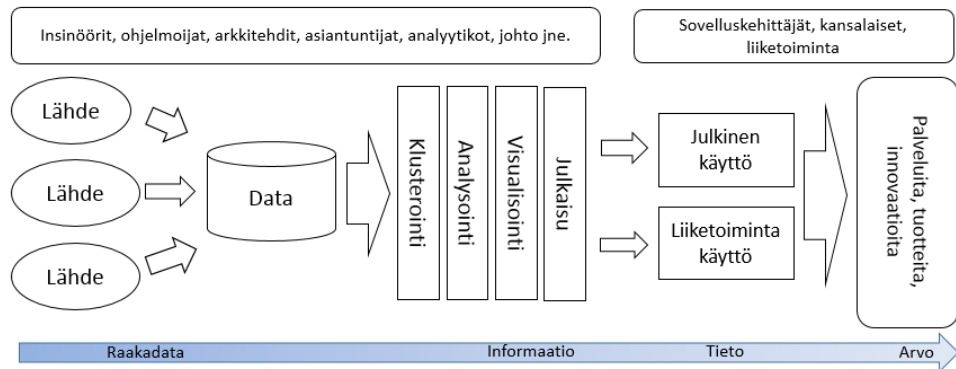 Insinöörit, ohjelmoijat, arkkitehdit, asiantuntijat, analyytikot, johto jne.
Sovelluskehittäjät, kansalaiset,
liiketoiminta
Lähde
Lähde
Lähde
Data
Klusterointi
Analysointi
Visualisointi
Julkaisu
Julkinen
käyttö
Liiketoiminta
käyttö
Palveluita, tuotteita,
innovaatioita
Raakadata
Informaatio
Tieto
Arvo